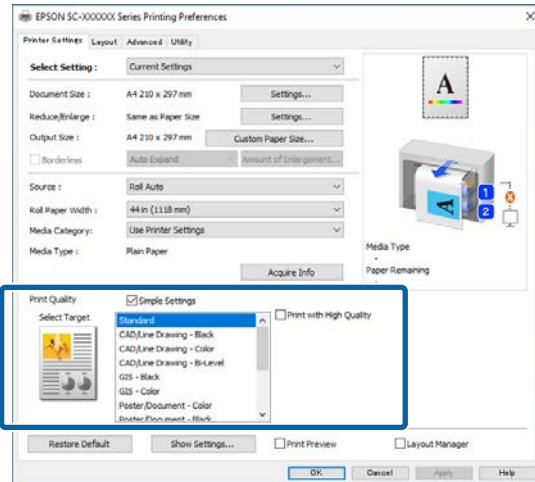 EPSON SC-XXXXXX Series Printing Preferences
Printer Settings Layout Advanced Utility
Select Setting : Current Settings
Document Size : A4 210 x 297 mm Settings...
Reduce/Enlarge : Same as Paper Size Settings...
Output Size : A4 210 x 297 mm Custom Paper Size...
Borderless Auto Expand Amount of Enlargement...
Source : Roll Auto
Roll Paper Width : 44 in (1118 mm)
Media Category: Use Printer Settings
Media Type : Plain Paper
Acquire Info
A
A
1
2
Media Type
-
Paper Remaining
-
Print Quality Simple Settings
Select Target
Standard
CAD/Line Drawing - Black
CAD/Line Drawing - Color
CAD/Line Drawing - Bi-Level
GIS - Black
GIS - Color
Poster/Document - Color
Poster/Document - Black
Print with High Quality
Restore Default Show Settings... Print Preview Layout Manager
OK Cancel Apply Help